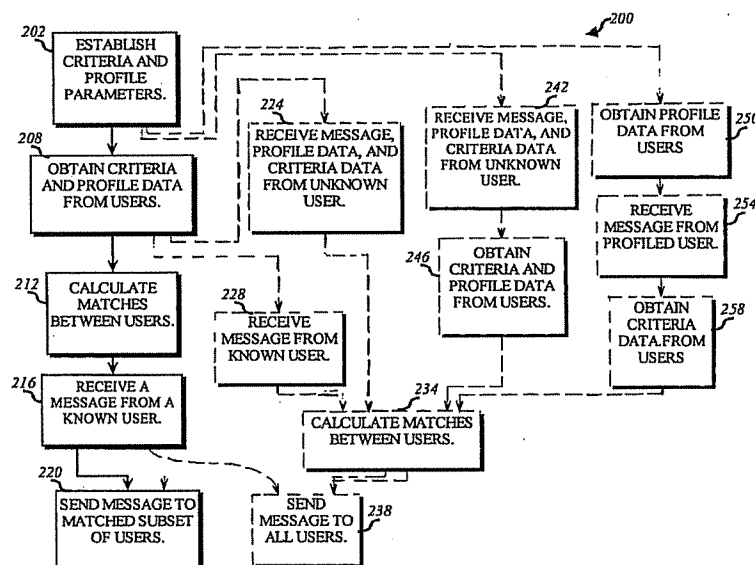 200
202
ESTABLISH
CRITERIA AND
PROFILE
PARAMETERS.
208
OBTAIN CRITERIA
AND PROFILE DATA
FROM USERS.
212
CALCULATE
MATCHES
BETWEEN USERS.
216
RECEIVE A
MESSAGE FROM A
KNOWN USER.
220
SEND MESSAGE TO
MATCHED SUBSET
OF USERS.
224
RECEIVE MESSAGE,
PROFILE DATA, AND
CRITERIA DATA
FROM UNKNOWN
USER.
228
RECEIVE
MESSAGE FROM
KNOWN USER.
234
CALCULATE MATCHES
BETWEEN USERS.
SEND
MESSAGE TO
ALL USERS.
238
242
RECEIVE MESSAGE,
PROFILE DATA, AND
CRITERIA DATA
FROM UNKNOWN
USER.
246
OBTAIN
CRITERIA AND
PROFILE DATA
FROM USERS.
OBTAIN PROFILE
DATA FROM
USERS
254
RECEIVE
MESSAGE FROM
PROFILED USER.
OBTAIN
CRITERIA
DATA.FROM
USERS
258